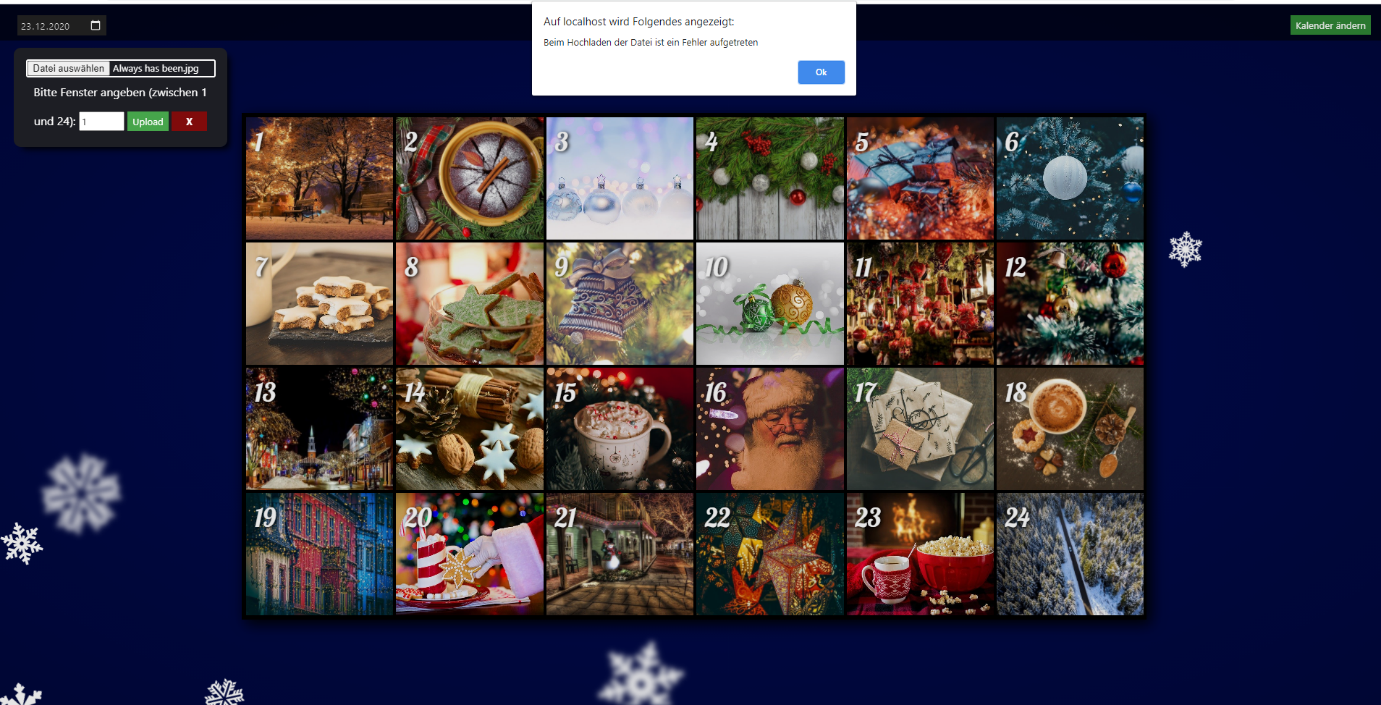 23.12.2020
Auf localhost wird Folgendes angezeigt:
Beim Hochladen der Datei ist ein Fehler aufgetreten
Ok
Kalender ändern
Datei auswählen Always has been.jpg
Bitte Fenster angeben (zwischen 1
und 24): 1 Upload X
1 2 3 4 5 6
7 8 9 10 11 12
13 14 15 16 17 18
19 20 21 22 23 24